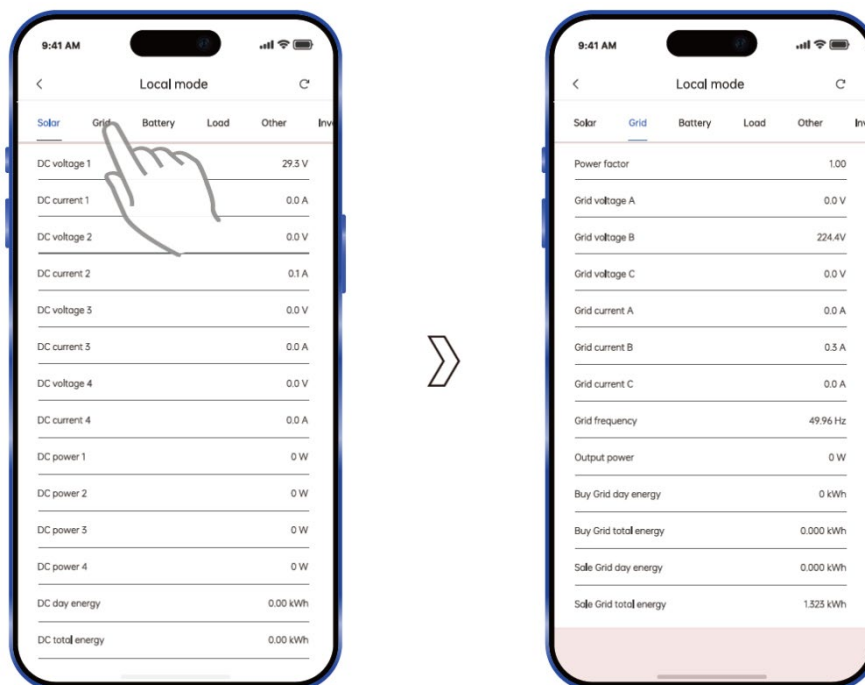 9:41 AM
Local mode
Solar Grid Battery Load Other
DC voltage 1 29.3 V
DC current 1 0.0 A
DC voltage 2 0.0 V
DC current 2 0.1 A
DC voltage 3 0.0 V
DC current 3 0.0 A
DC voltage 4 0.0 V
DC current 4 0.0 A
DC power 1 0 W
DC power 2 0 W
DC power 3 0 W
DC power 4 0 W
DC day energy 0.00 kWh
DC total energy 0.00 kWh
9:41 AM
Local mode
Solar Grid Battery Load Other
Power factor 1.00
Grid voltage A 0.0 V
Grid voltage B 224.4V
Grid voltage C 0.0 V
Grid current A 0.0 A
Grid current B 0.3 A
Grid current C 0.0 A
Grid frequency 49.96 Hz
Output power 0 W
Buy Grid day energy 0 kWh
Buy Grid total energy 0.000 kWh
Sale Grid day energy 0.000 kWh
Sale Grid total energy 1.323 kWh